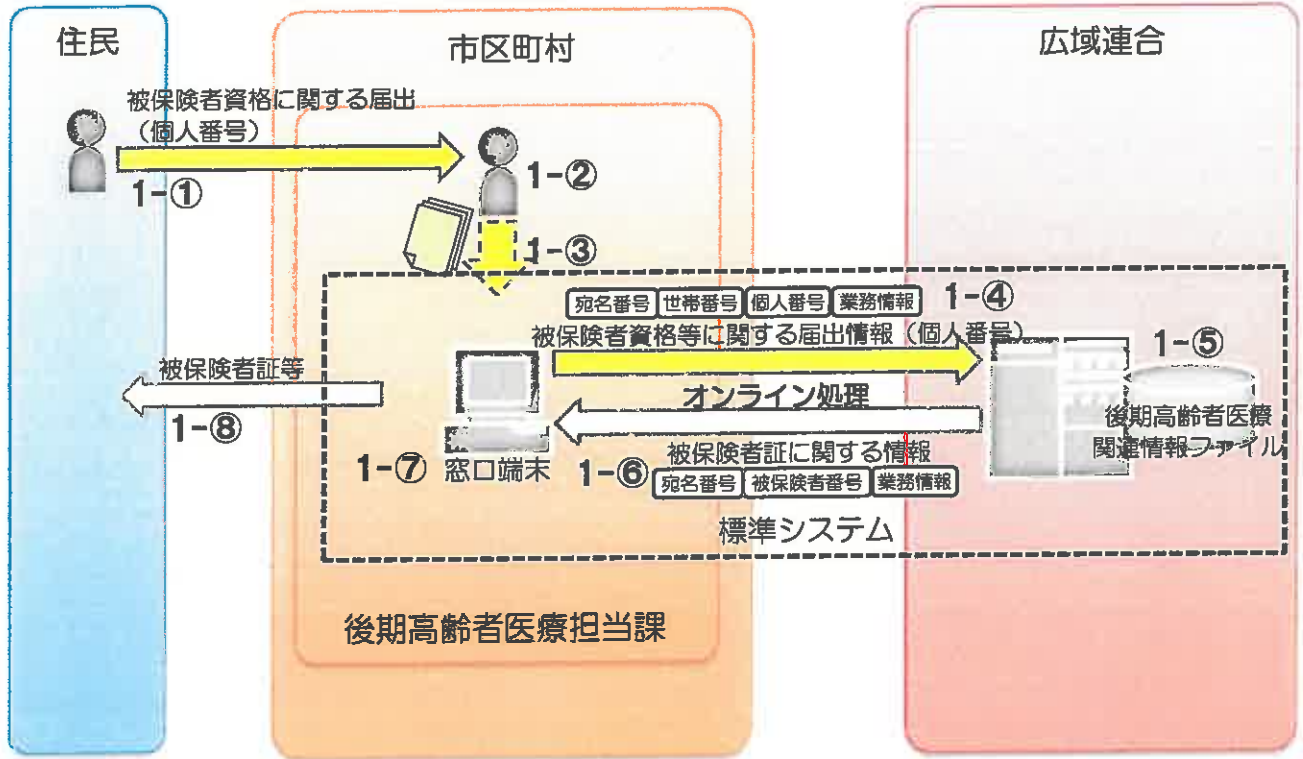 住民
市区町村
広域連合
被保険者資格に関する届出
（個人番号）
1-①
1-②
1-③
宛名番号 世帯番号 個人番号 業務情報
1-④
被保険者資格等に関する届出情報（個人番号）
1-⑤
被保険者証等
オンライン処理
後期高齢者医療
関連情報ファイル
1-⑧
被保険者証に関する情報
1-⑦
窓口端末
1-⑥
宛名番号 被保険者番号 業務情報
標準システム
後期高齢者医療担当課